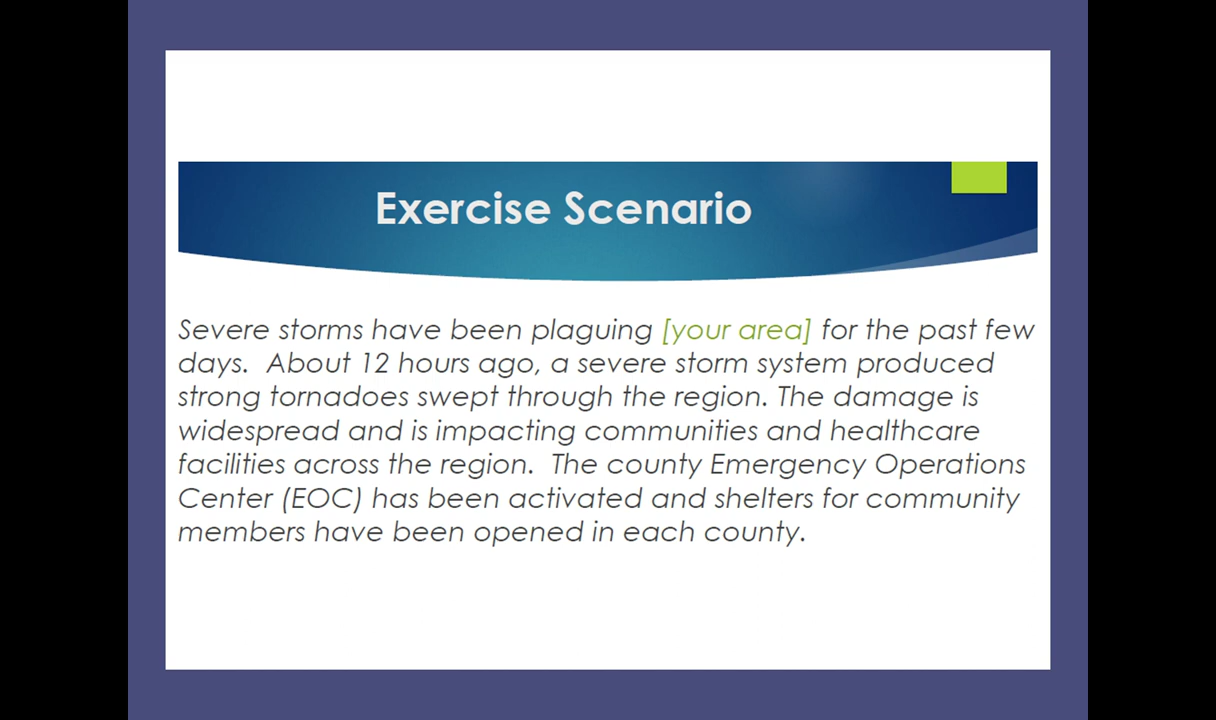 Exercise Scenario
Severe storms have been plaguing [your area] for the past few
days.  About 12 hours ago, a severe storm system produced
strong tornadoes swept through the region. The damage is
widespread and is impacting communities and healthcare
facilities across the region.  The county Emergency Operations
Center (EOC) has been activated and shelters for community
members have been opened in each county.